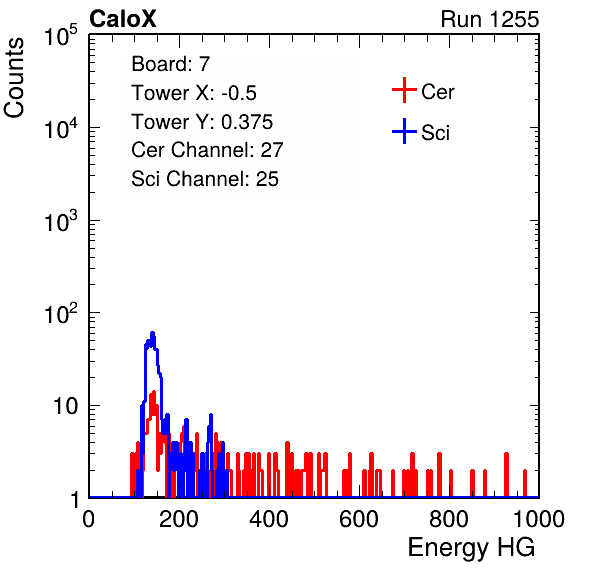 CaloX Run 1255
Counts
Board: 7
Tower X: -0.5
Tower Y: 0.375
Cer Channel: 27
Sci Channel: 25
Cer
Sci
10^5
10^4
10^3
10^2
10
1
0 200 400 600 800 1000
Energy HG